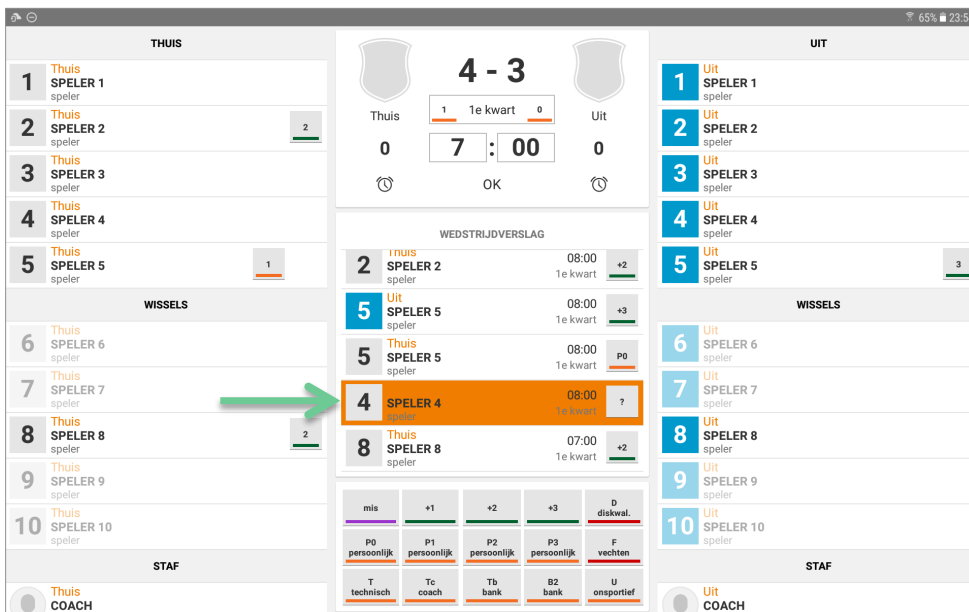 65% 23:5
THUIS
1 Thuis
SPELER 1
speler
2 Thuis
SPELER 2 2
speler
3 Thuis
SPELER 3
speler
4 Thuis
SPELER 4
speler
5 Thuis
SPELER 5 1
speler
WISSELS
6 Thuis
SPELER 6
speler
7 Thuis
SPELER 7
speler
8 Thuis
SPELER 8 2
speler
9 Thuis
SPELER 9
speler
10 Thuis
SPELER 10
speler
STAF
Thuis
COACH
4 - 3
Thuis 1 1e kwart 0 Uit
0 7 : 00 0
OK
WEDSTRIJDVERSLAG
2 Thuis 08:00
SPELER 2 +2
speler 1e kwart
5 Uit 08:00
SPELER 5 +3
speler 1e kwart
5 Thuis 08:00
SPELER 5 P0
speler 1e kwart
4 08:00
SPELER 4 ?
speler 1e kwart
8 Thuis 07:00
SPELER 8 +2
speler 1e kwart
mis +1 +2 +3 D
diskwal.
P0 P1 P2 P3 F
persoonlijk persoonlijk persoonlijk persoonlijk vechten
T Tc Tb B2 U
technisch coach bank bank onsportief
UIT
1 Uit
SPELER 1
speler
2 Uit
SPELER 2
speler
3 Uit
SPELER 3
speler
4 Uit
SPELER 4
speler
5 Uit
SPELER 5 3
speler
WISSELS
6 Uit
SPELER 6
speler
7 Uit
SPELER 7
speler
8 Uit
SPELER 8
speler
9 Uit
SPELER 9
speler
10 Uit
SPELER 10
speler
STAF
Uit
COACH